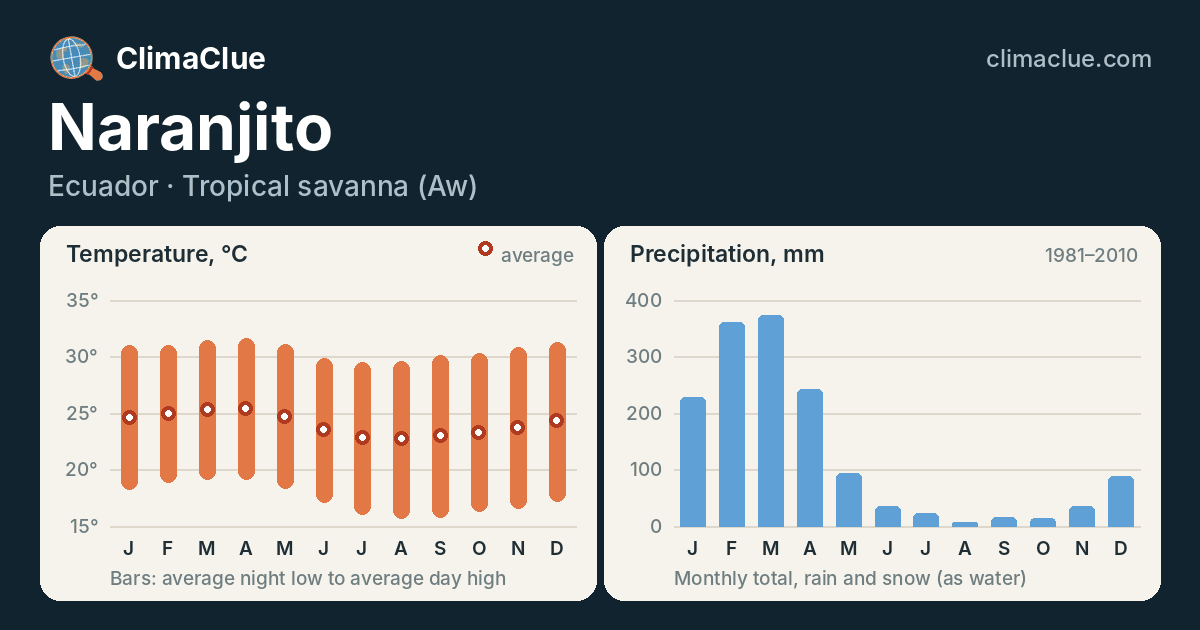 ClimaClue
climaclue.com
Naranjito
Ecuador · Tropical savanna (Aw)
Temperature, °C
average
35°
30°
25°
20°
15°
J F M A M J J A S O N D
Bars: average night low to average day high
Precipitation, mm
1981–2010
400
300
200
100
0
J F M A M J J A S O N D
Monthly total, rain and snow (as water)